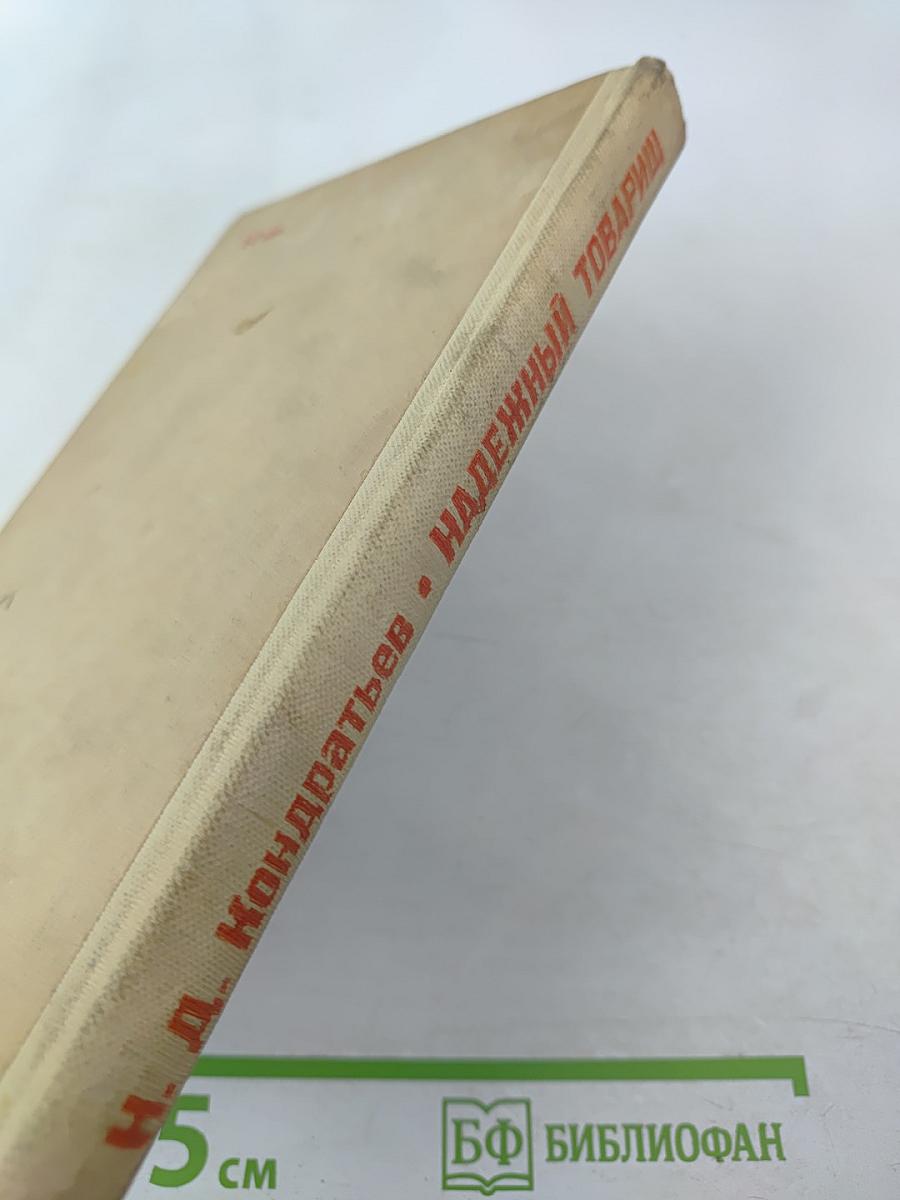 Н. Д. Кондратьев • НАДЕЖНЫЙ ТОВАРИЩ
5 см
БФ БИБЛИОФАН